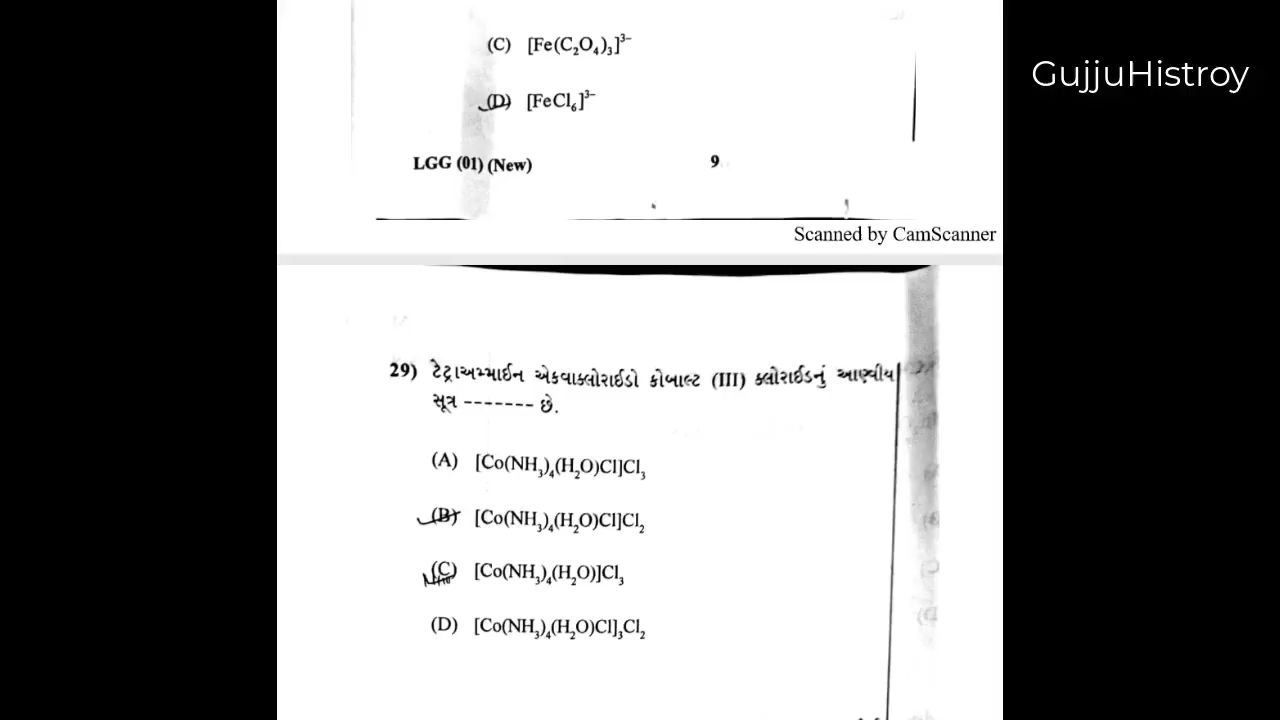 (C) [Fe(C₂O₄)₃]³⁻
GujjuHistroy
(D) [FeCl₆]³⁻
LGG (01) (New) 9
Scanned by CamScanner
29) ટેટ્રાઅમ્માઈન એક્વાક્લોરાઈડો કોબાલ્ટ (III) ક્લોરાઈડનું આણ્વીય
સૂત્ર ------- છે.
(A) [Co(NH₃)₄(H₂O)Cl]Cl₃
(B) [Co(NH₃)₄(H₂O)Cl]Cl₂
(C) [Co(NH₃)₄(H₂O)]Cl₃
(D) [Co(NH₃)₄(H₂O)Cl]₃Cl₂